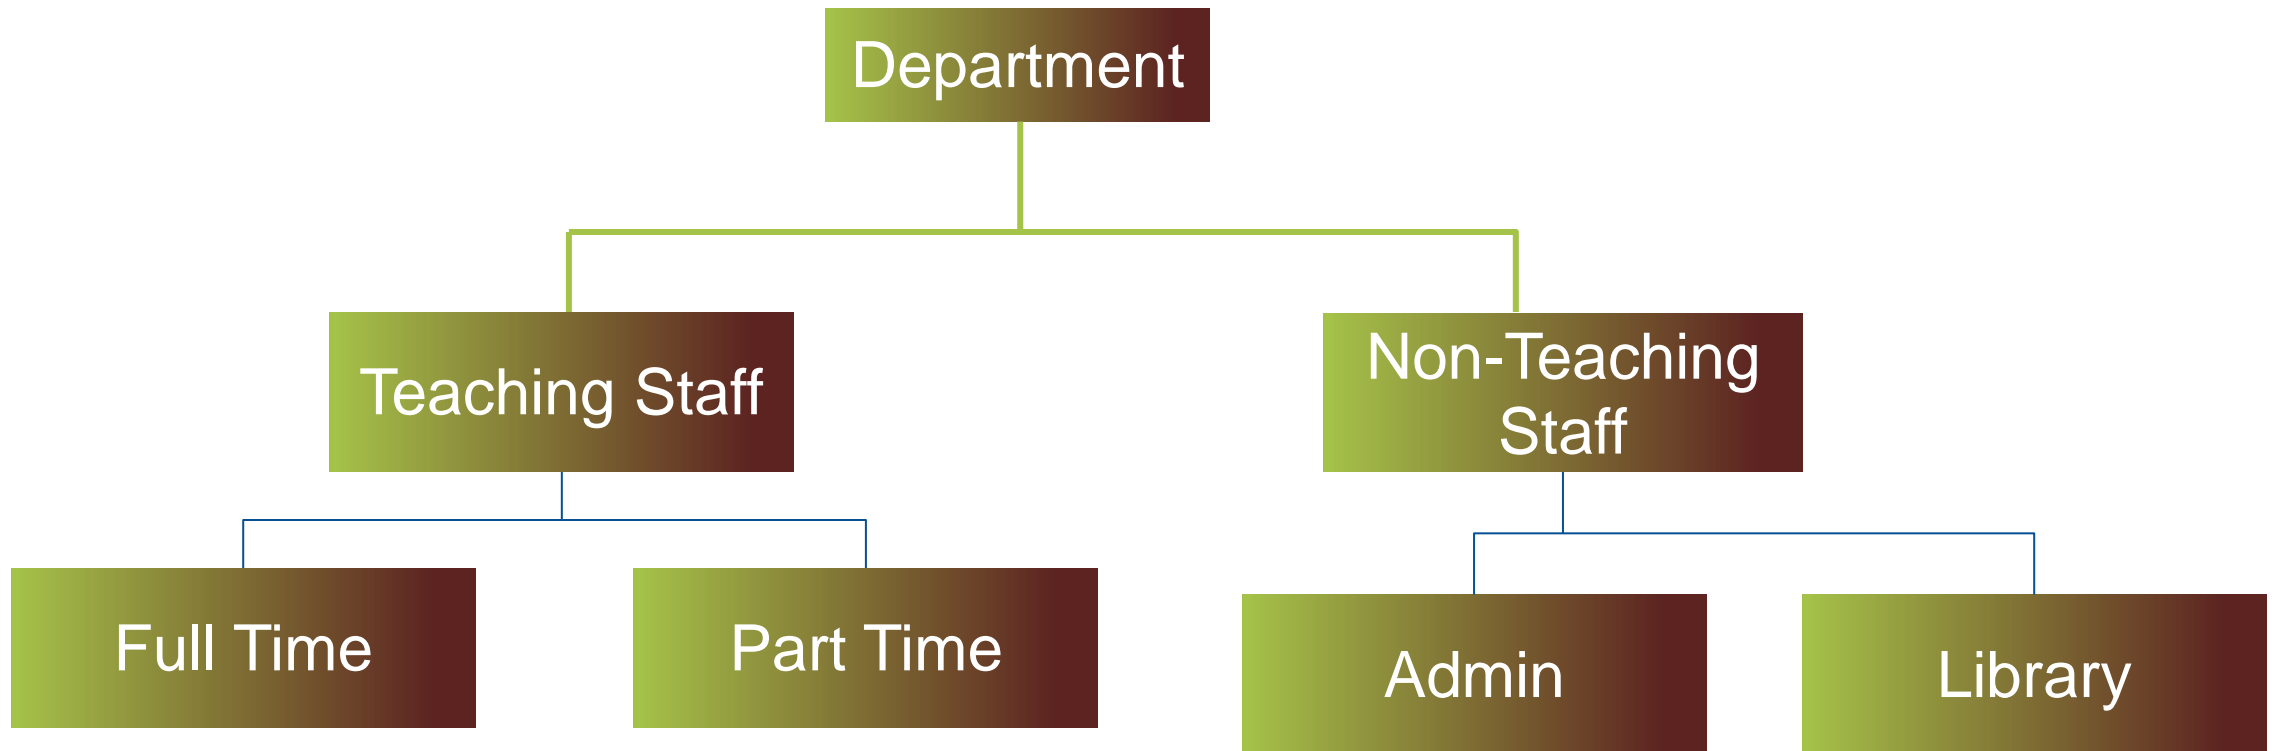 Department
Teaching Staff
Non-Teaching
Staff
Full Time
Part Time
Admin
Library